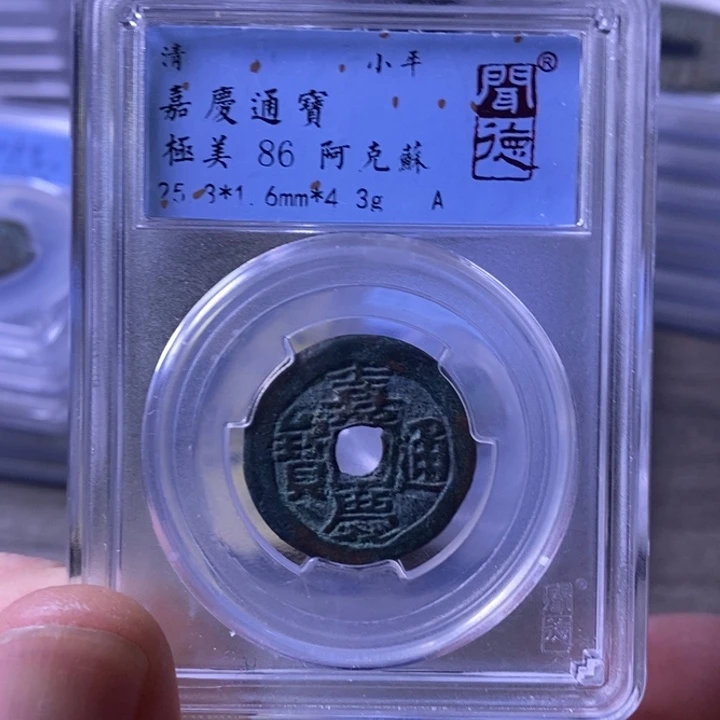 清 小平
嘉慶通寶
極美 86 阿克蘇
25.3*1.6mm*4.3g A
聞德®
嘉慶通寶